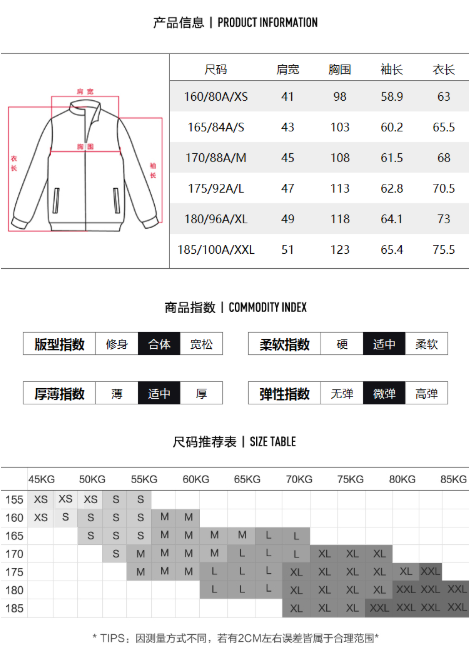 产品信息 | PRODUCT INFORMATION
尺码 肩宽 胸围 袖长 衣长
160/80A/XS 41 98 58.9 63
165/84A/S 43 103 60.2 65.5
170/88A/M 45 108 61.5 68
175/92A/L 47 113 62.8 70.5
180/96A/XL 49 118 64.1 73
185/100A/XXL 51 123 65.4 75.5
肩宽
胸围
衣长
袖长
商品指数 | COMMODITY INDEX
版型指数 修身 合体 宽松
柔软指数 硬 适中 柔软
厚薄指数 薄 适中 厚
弹性指数 无弹 微弹 高弹
尺码推荐表 | SIZE TABLE
45KG 50KG 55KG 60KG 65KG 70KG 75KG 80KG 85KG
155 XS XS XS S S
160 XS S S S S M M
165 S S S M M M M L L
170 S M M M M L L L XL XL XL
175 M M M L L L XL XL XL XL XL XXL
180 L L L XL XL XL XL XXL XXL XXL
185 XL XL XL XXL XXL XXL XXL
* TIPS：因测量方式不同，若有2CM左右误差皆属于合理范围*